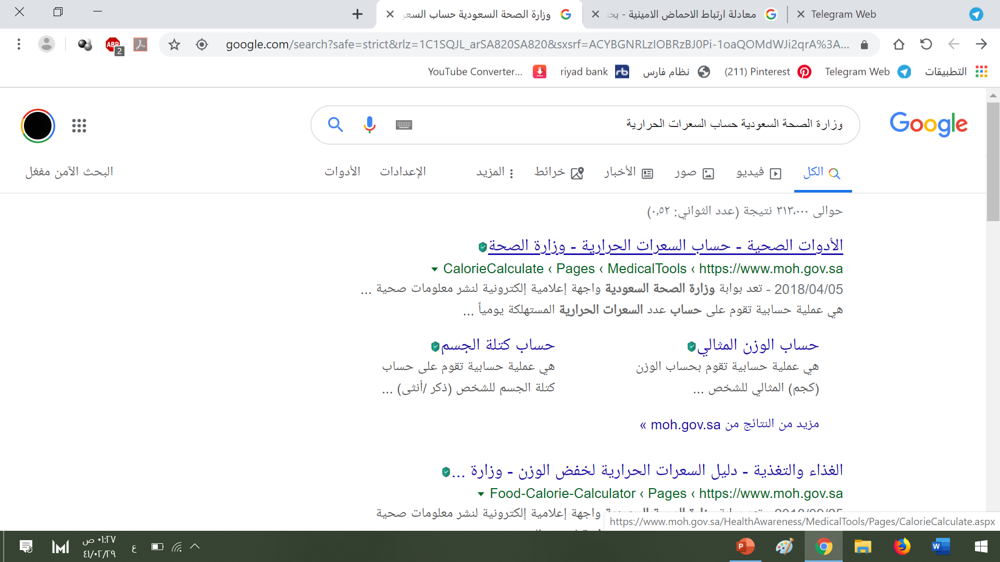 وزارة الصحة السعودية حساب السعر
معادلة ارتباط الاحماض الامينية - بحـ
Telegram Web
google.com/search?safe=strict&rlz=1C1SQJL_arSA820SA820&sxsrf=ACYBGNRLzIOBRzBJ0Pi-1oaQOMdWJi2qrA%3A...
ABP
2
التطبيقات
Telegram Web
(211) Pinterest
نظام فارس
rb riyad bank
YouTube Converter...
Google
وزارة الصحة السعودية حساب السعرات الحرارية
الكل
فيديو
صور
الأخبار
خرائط
المزيد
الإعدادات
الأدوات
البحث الآمن مفعّل
حوالى ٣١٣،٠٠٠ نتيجة (عدد الثواني: ٠,٥٢)
الأدوات الصحية - حساب السعرات الحرارية - وزارة الصحة
https://www.moh.gov.sa › MedicalTools › Pages › CalorieCalculate
2018/04/05 - تعد بوابة وزارة الصحة السعودية واجهة إعلامية إلكترونية لنشر معلومات صحية ...
هي عملية حسابية تقوم على حساب عدد السعرات الحرارية المستهلكة يومياً ...
حساب الوزن المثالي
هي عملية حسابية تقوم بحساب الوزن
(كجم) المثالي للشخص ...
حساب كتلة الجسم
هي عملية حسابية تقوم على حساب
كتلة الجسم للشخص (ذكر /أنثى) ...
مزيد من النتائج من moh.gov.sa »
الغذاء والتغذية - دليل السعرات الحرارية لخفض الوزن - وزارة ...
https://www.moh.gov.sa › Pages › Food-Calorie-Calculator
واجهة إعلامية إلكترونية لنشر معلومات صحية
https://www.moh.gov.sa/HealthAwareness/MedicalTools/Pages/CalorieCalculate.aspx
ع
٠١:٢٧ ص
٤١/٠٢/٢٩